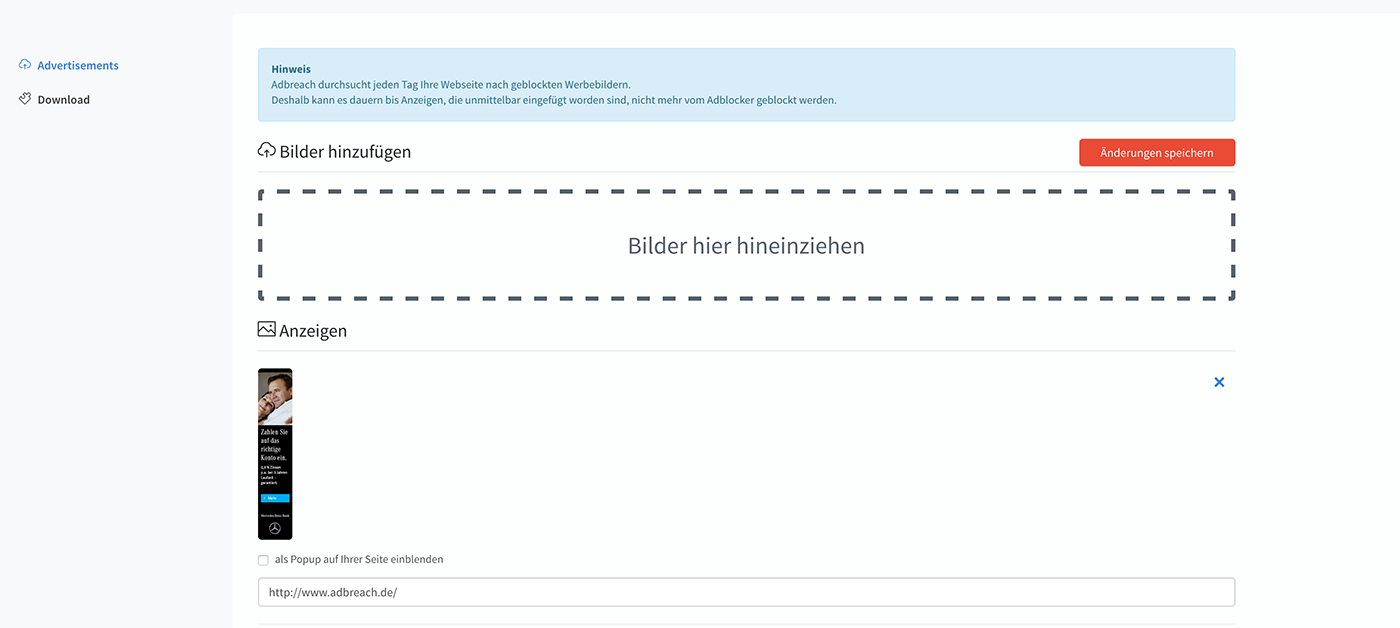 Advertisements
Download
Hinweis
Adbreach durchsucht jeden Tag Ihre Webseite nach geblockten Werbebildern.
Deshalb kann es dauern bis Anzeigen, die unmittelbar eingefügt worden sind, nicht mehr vom Adblocker geblockt werden.
Bilder hinzufügen
Änderungen speichern
Bilder hier hineinziehen
Anzeigen
Zahlen Sie
auf das
richtige
Konto ein.
garantiert.
Mehr
Mercedes-Benz Bank
als Popup auf Ihrer Seite einblenden
http://www.adbreach.de/